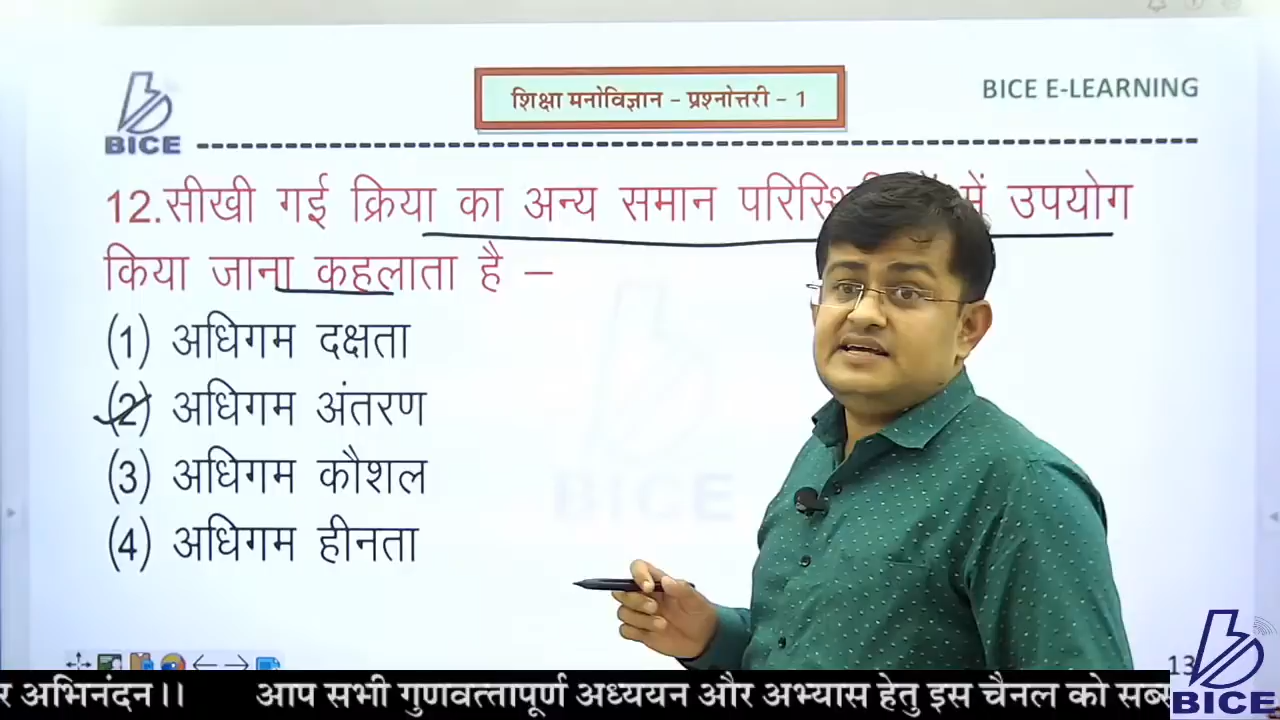 BICE
शिक्षा मनोविज्ञान – प्रश्नोत्तरी – 1
BICE E-LEARNING
12.सीखी गई क्रिया का अन्य समान में उपयोग
किया जाना कहलाता है –
(1) अधिगम दक्षता
(2) अधिगम अंतरण
(3) अधिगम कौशल
(4) अधिगम हीनता
BICE
13
BICE
अभिनंदन।। आप सभी गुणवत्तापूर्ण अध्ययन और अभ्यास हेतु इस चैनल को